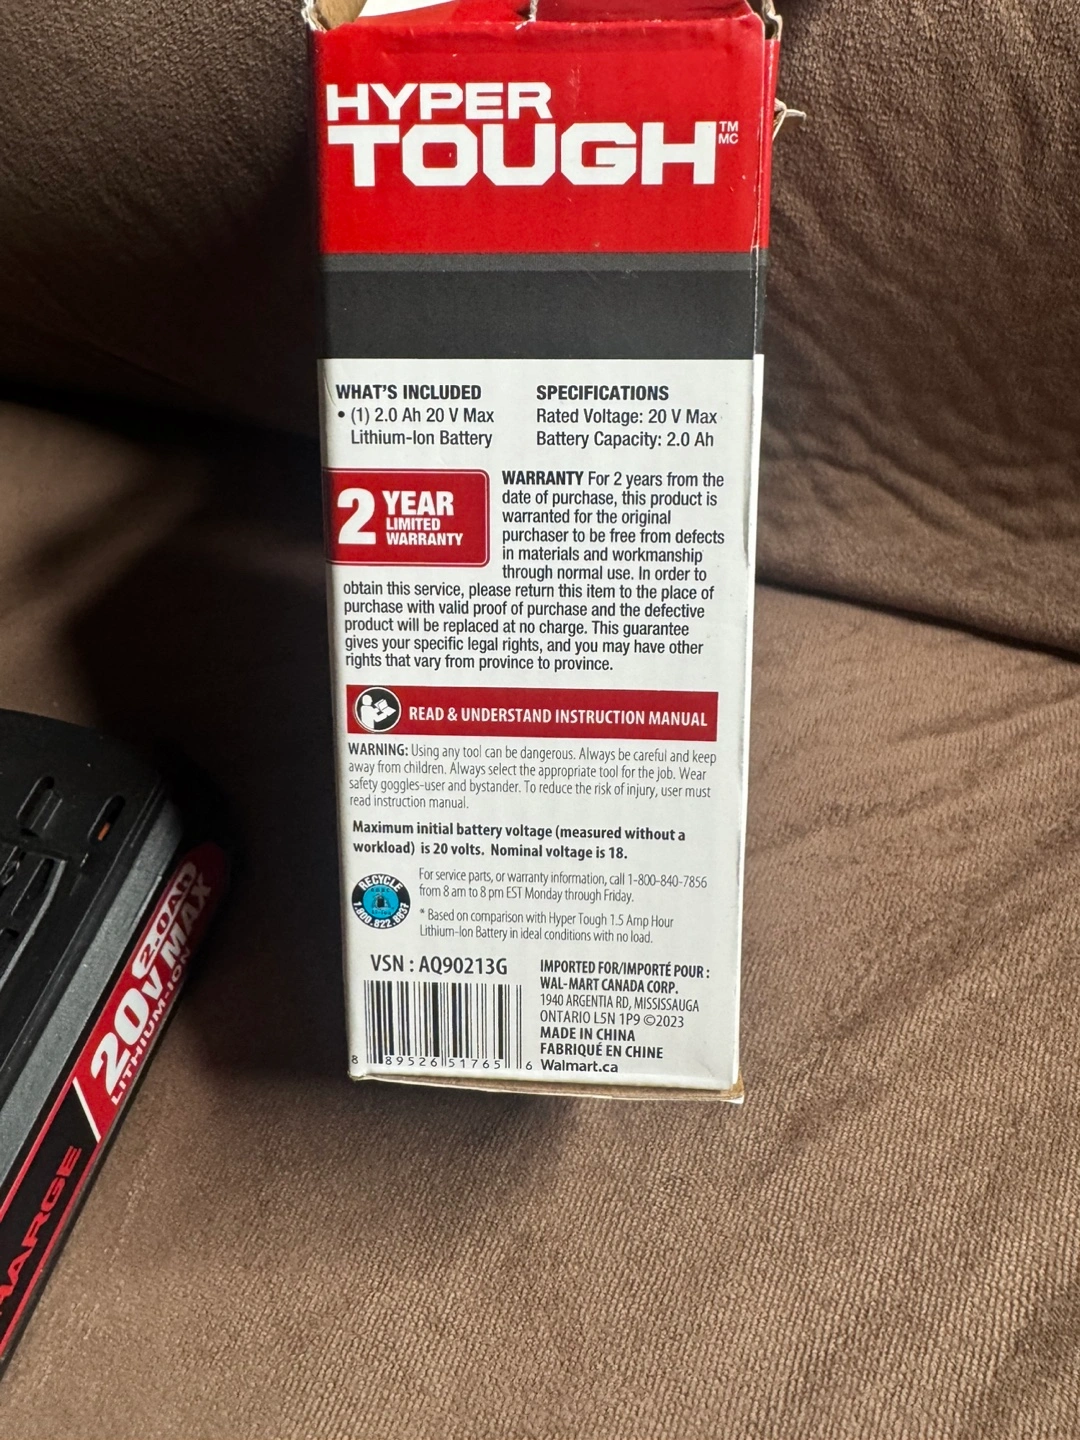 HYPER
TOUGH
TM
MC
WHAT'S INCLUDED
• (1) 2.0 Ah 20 V Max
Lithium-Ion Battery
SPECIFICATIONS
Rated Voltage: 20 V Max
Battery Capacity: 2.0 Ah
2 YEAR
LIMITED
WARRANTY
WARRANTY For 2 years from the
date of purchase, this product is
warranted for the original
purchaser to be free from defects
in materials and workmanship
through normal use. In order to
obtain this service, please return this item to the place of
purchase with valid proof of purchase and the defective
product will be replaced at no charge. This guarantee
gives your specific legal rights, and you may have other
rights that vary from province to province.
READ & UNDERSTAND INSTRUCTION MANUAL
WARNING: Using any tool can be dangerous. Always be careful and keep
away from children. Always select the appropriate tool for the job. Wear
safety goggles-user and bystander. To reduce the risk of injury, user must
read instruction manual.
Maximum initial battery voltage (measured without a
workload) is 20 volts. Nominal voltage is 18.
RECYCLE
1.800.822.8837
For service parts, or warranty information, call 1-800-840-7856
from 8 am to 8 pm EST Monday through Friday.
* Based on comparison with Hyper Tough 1.5 Amp Hour
Lithium-Ion Battery in ideal conditions with no load.
VSN : AQ90213G
8 89526 51765 6
IMPORTED FOR/IMPORTÉ POUR :
WAL-MART CANADA CORP.
1940 ARGENTIA RD, MISSISSAUGA
ONTARIO L5N 1P9 ©2023
MADE IN CHINA
FABRIQUÉ EN CHINE
Walmart.ca
2.0AH
20V MAX
LITHIUM-ION